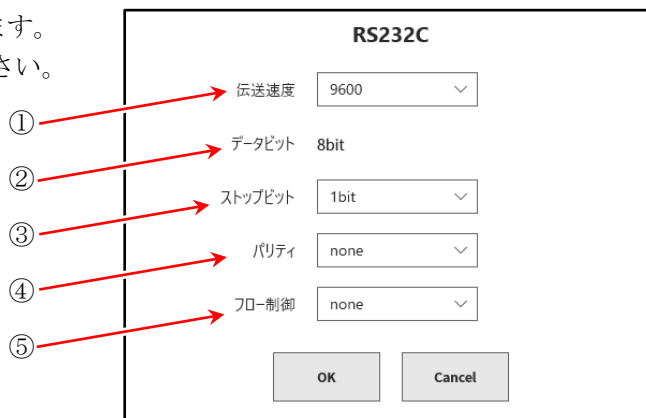 ます。
さい。
RS232C
① 伝送速度 9600
② データビット 8bit
③ ストップビット 1bit
④ パリティ none
⑤ フロー制御 none
OK Cancel